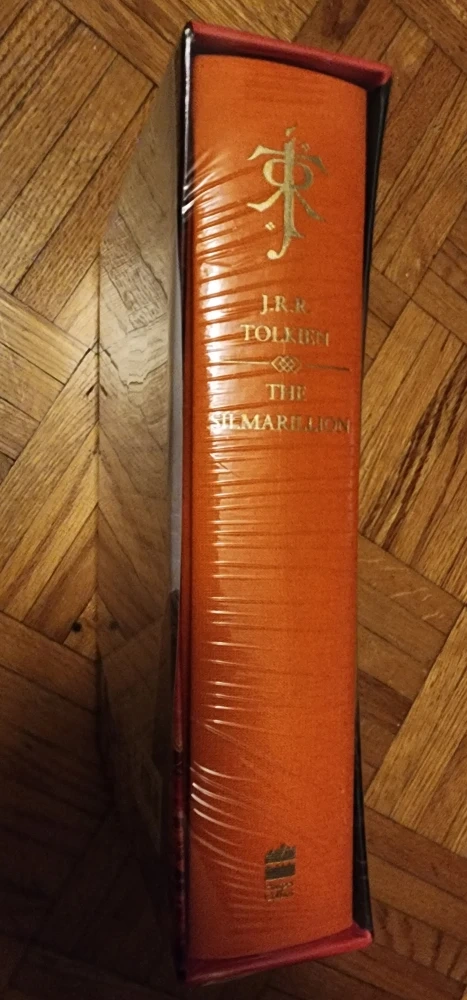 J.R.R.
TOLKIEN
THE
SILMARILLION